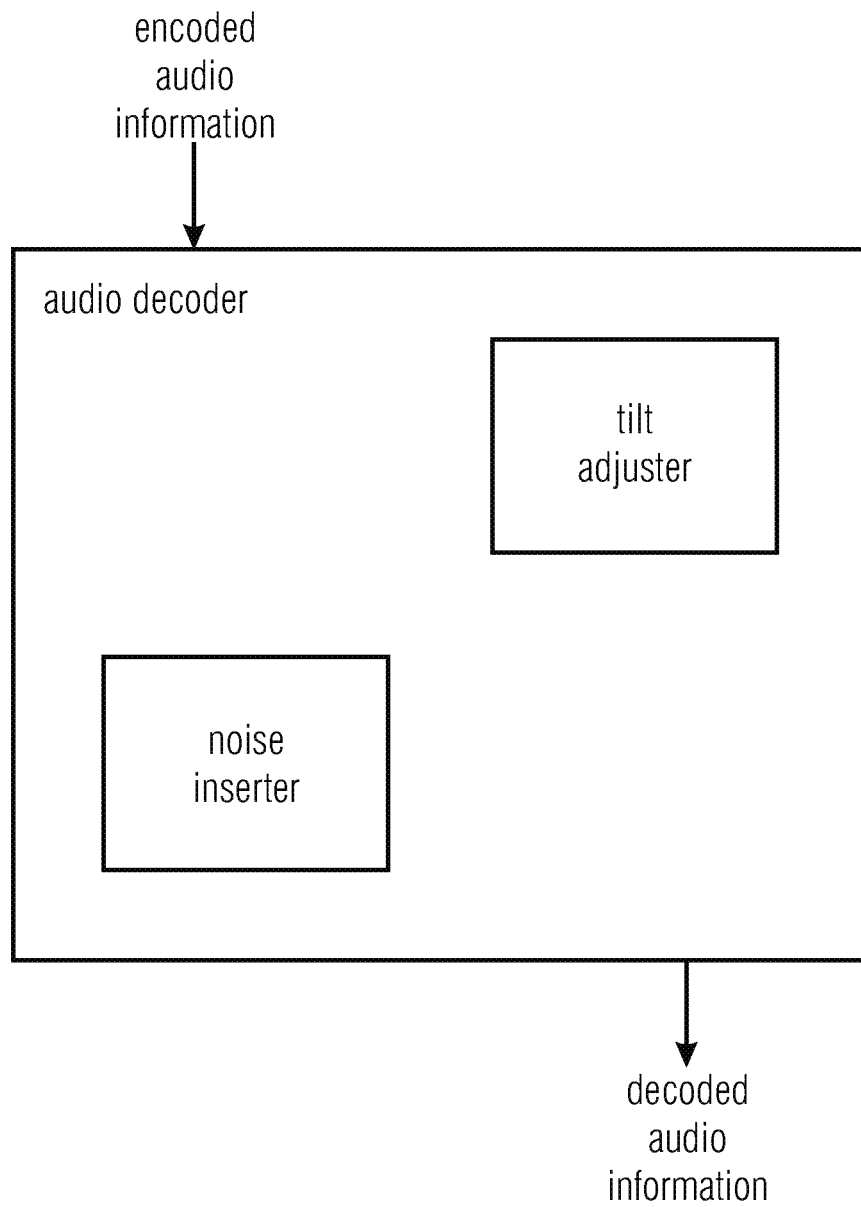 encoded
audio
information
audio decoder
tilt
adjuster
noise
inserter
decoded
audio
information